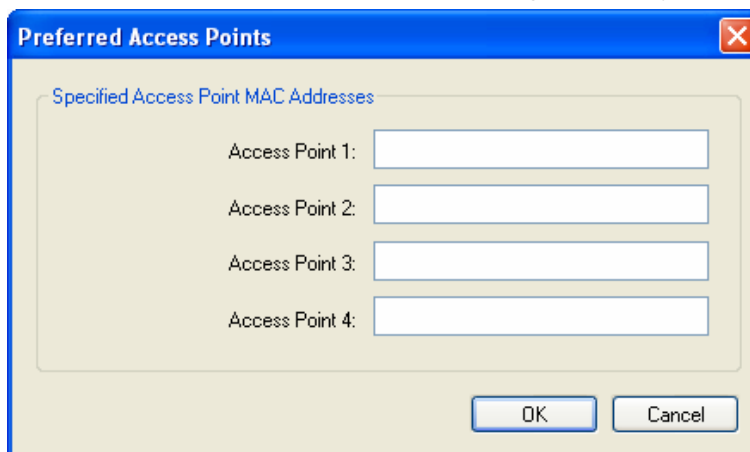 Preferred Access Points
Specified Access Point MAC Addresses
Access Point 1:
Access Point 2:
Access Point 3:
Access Point 4:
OK Cancel